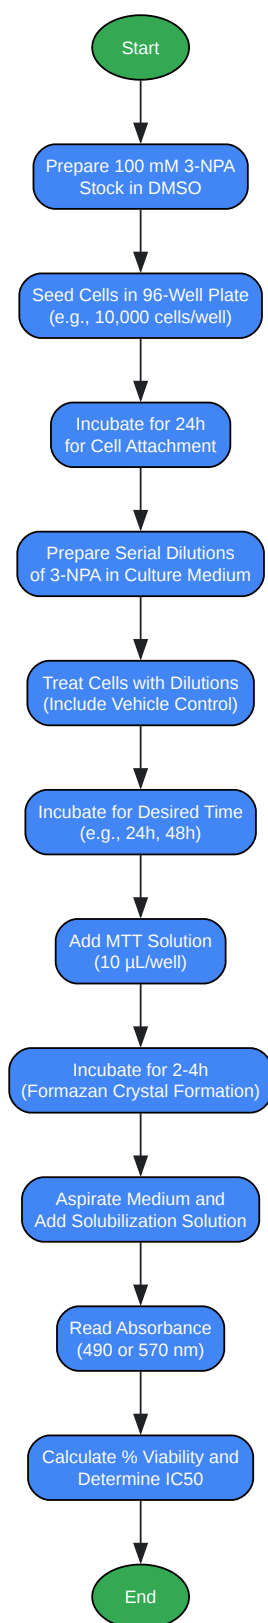 Start
Prepare 100 mM 3-NPA
Stock in DMSO
Seed Cells in 96-Well Plate
(e.g., 10,000 cells/well)
Incubate for 24h
for Cell Attachment
Prepare Serial Dilutions
of 3-NPA in Culture Medium
Treat Cells with Dilutions
(Include Vehicle Control)
Incubate for Desired Time
(e.g., 24h, 48h)
Add MTT Solution
(10 µL/well)
Incubate for 2-4h
(Formazan Crystal Formation)
Aspirate Medium and
Add Solubilization Solution
Read Absorbance
(490 or 570 nm)
Calculate % Viability and
Determine IC50
End